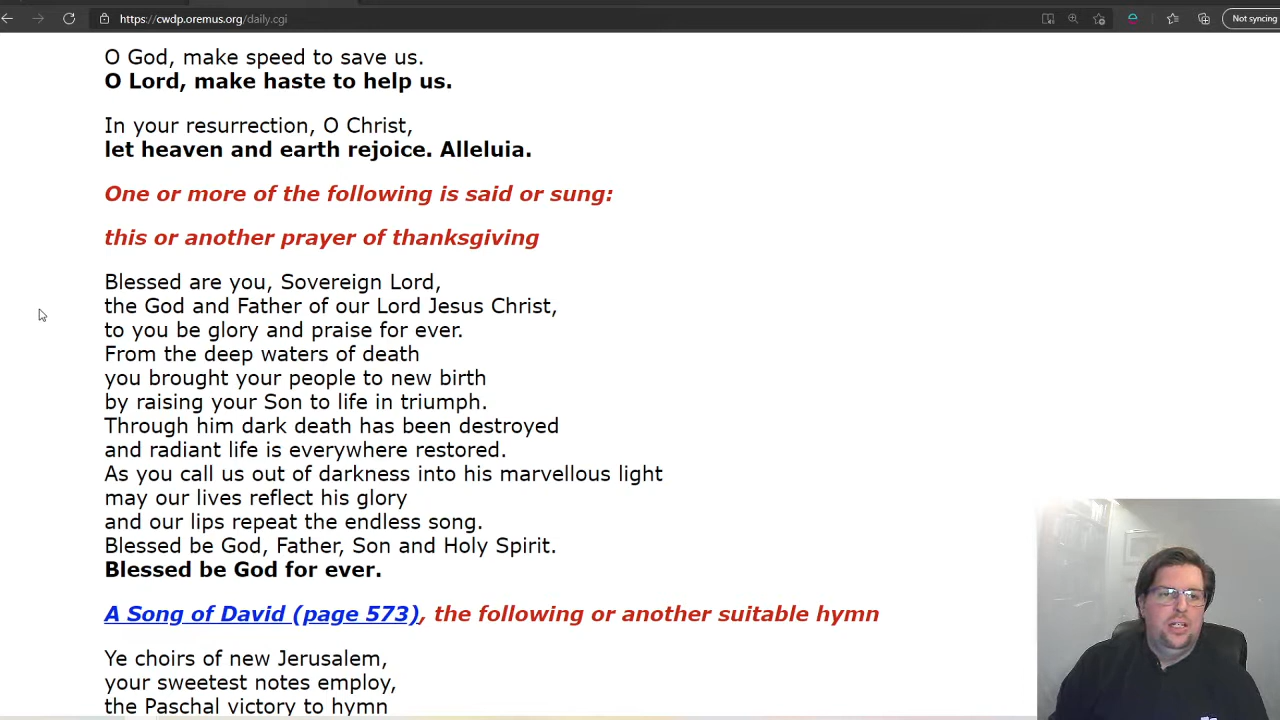 https://cwdp.oremus.org/daily.cgi
Not syncing
O God, make speed to save us.
O Lord, make haste to help us.
In your resurrection, O Christ,
let heaven and earth rejoice. Alleluia.
One or more of the following is said or sung:
this or another prayer of thanksgiving
Blessed are you, Sovereign Lord,
the God and Father of our Lord Jesus Christ,
to you be glory and praise for ever.
From the deep waters of death
you brought your people to new birth
by raising your Son to life in triumph.
Through him dark death has been destroyed
and radiant life is everywhere restored.
As you call us out of darkness into his marvellous light
may our lives reflect his glory
and our lips repeat the endless song.
Blessed be God, Father, Son and Holy Spirit.
Blessed be God for ever.
A Song of David (page 573), the following or another suitable hymn
Ye choirs of new Jerusalem,
your sweetest notes employ,
the Paschal victory to hymn